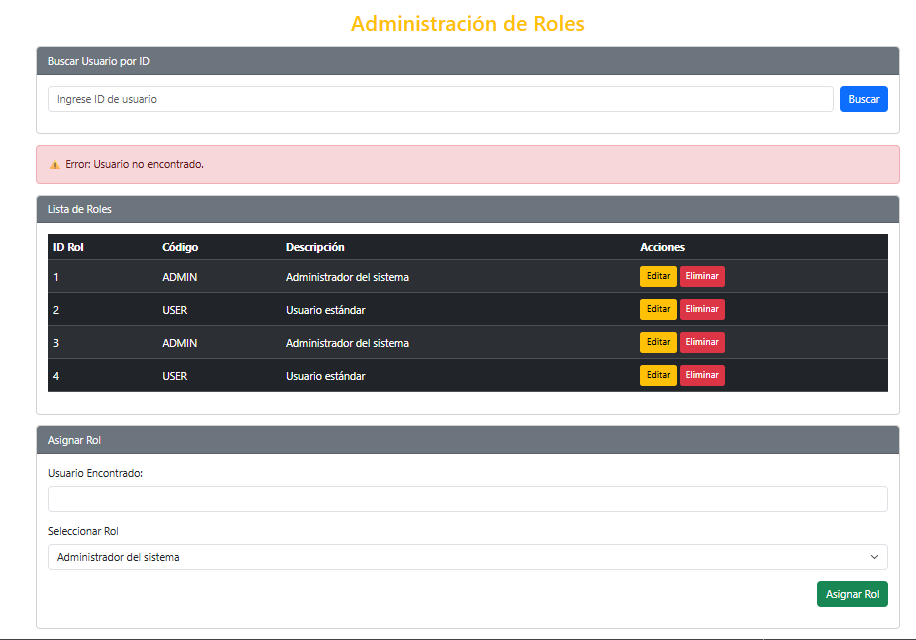 Administración de Roles
Buscar Usuario por ID
Ingrese ID de usuario
Buscar
Error: Usuario no encontrado.
Lista de Roles
ID Rol Código Descripción Acciones
1 ADMIN Administrador del sistema Editar Eliminar
2 USER Usuario estándar Editar Eliminar
3 ADMIN Administrador del sistema Editar Eliminar
4 USER Usuario estándar Editar Eliminar
Asignar Rol
Usuario Encontrado:
Seleccionar Rol
Administrador del sistema
Asignar Rol